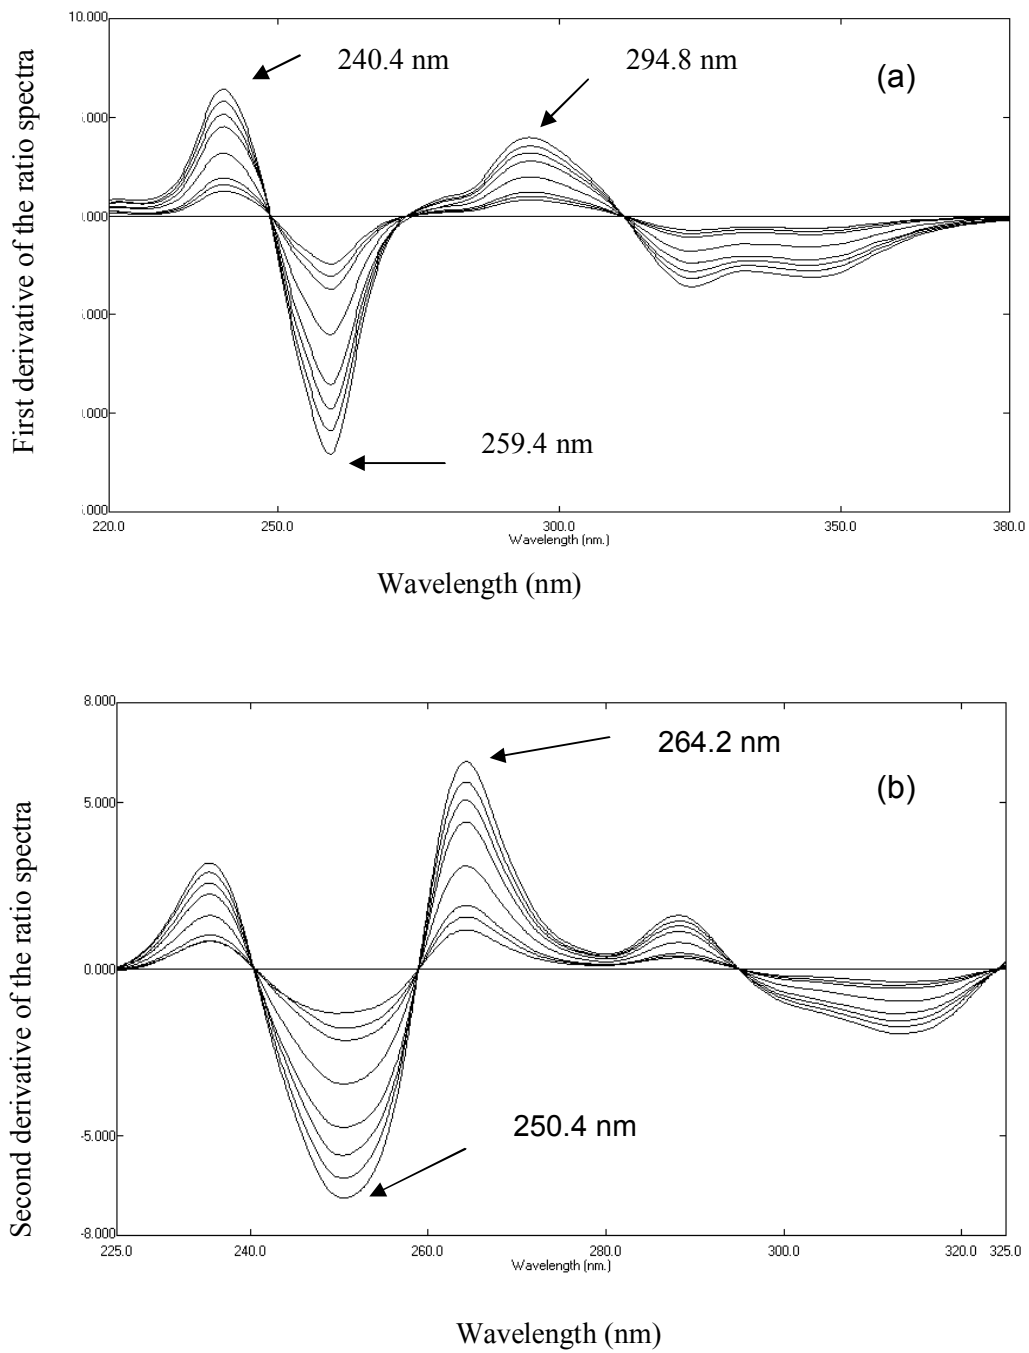 10.000
240.4 nm
294.8 nm
(a)
First derivative of the ratio spectra
259.4 nm
220.0
250.0
300.0
350.0
380.0
Wavelength (nm.)
Wavelength (nm)
8.000
264.2 nm
(b)
5.000
Second derivative of the ratio spectra
0.000
250.4 nm
-5.000
-8.000
225.0
240.0
260.0
280.0
300.0
320.0
325.0
Wavelength (nm.)
Wavelength (nm)